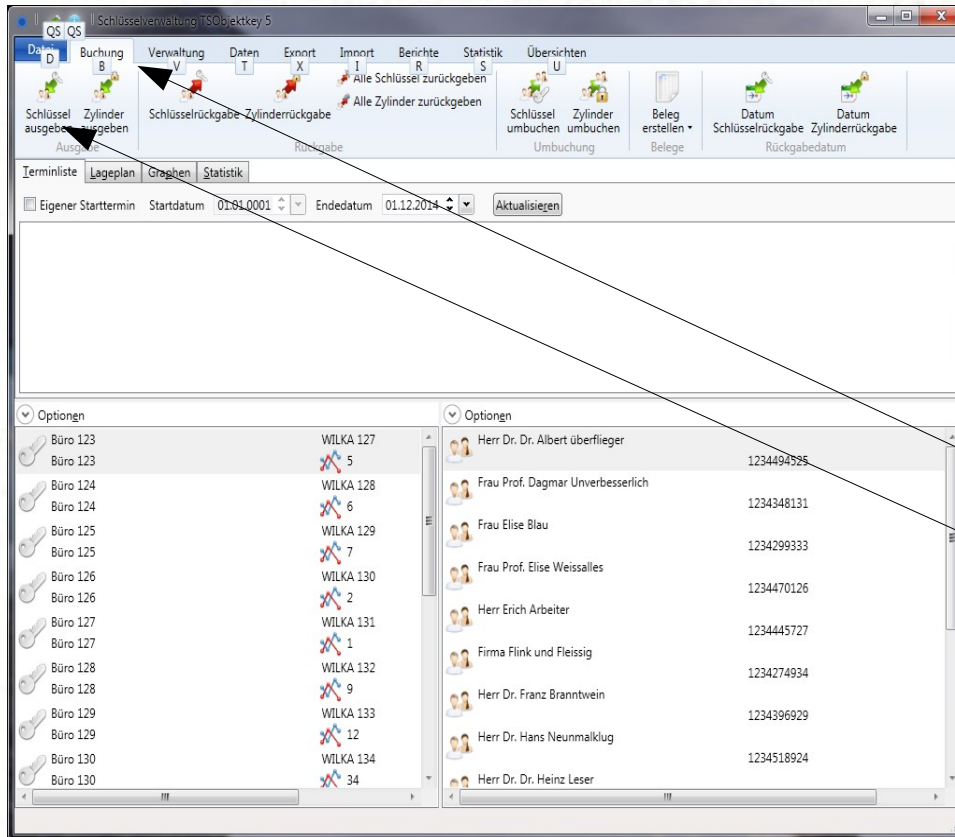 Schlüsselverwaltung TSObjektkey 5
QS QS
Datei Buchung Verwaltung Daten Export Import Berichte Statistik Übersichten
D B V T X I R S U
Schlüssel ausgeben
Zylinder ausgeben
Ausgabe
Schlüsselrückgabe Zylinderrückgabe
Alle Schlüssel zurückgeben
Alle Zylinder zurückgeben
Rückgabe
Schlüssel umbuchen
Zylinder umbuchen
Umbuchung
Beleg erstellen
Belege
Datum Schlüsselrückgabe
Datum Zylinderrückgabe
Rückgabedatum
Terminliste Lageplan Graphen Statistik
Eigener Starttermin Startdatum 01.01.0001 Endedatum 01.12.2014 Aktualisieren
Optionen
Büro 123 WILKA 127
Büro 123 5
Büro 124 WILKA 128
Büro 124 6
Büro 125 WILKA 129
Büro 125 7
Büro 126 WILKA 130
Büro 126 2
Büro 127 WILKA 131
Büro 127 1
Büro 128 WILKA 132
Büro 128 9
Büro 129 WILKA 133
Büro 129 12
Büro 130 WILKA 134
Büro 130 34
Optionen
Herr Dr. Dr. Albert überflieger
1234494525
Frau Prof. Dagmar Unverbesserlich
1234348131
Frau Elise Blau
1234299333
Frau Prof. Elise Weissalles
1234470126
Herr Erich Arbeiter
1234445727
Firma Flink und Fleissig
1234274934
Herr Dr. Franz Branntwein
1234396929
Herr Dr. Hans Neunmalklug
1234518924
Herr Dr. Dr. Heinz Leser